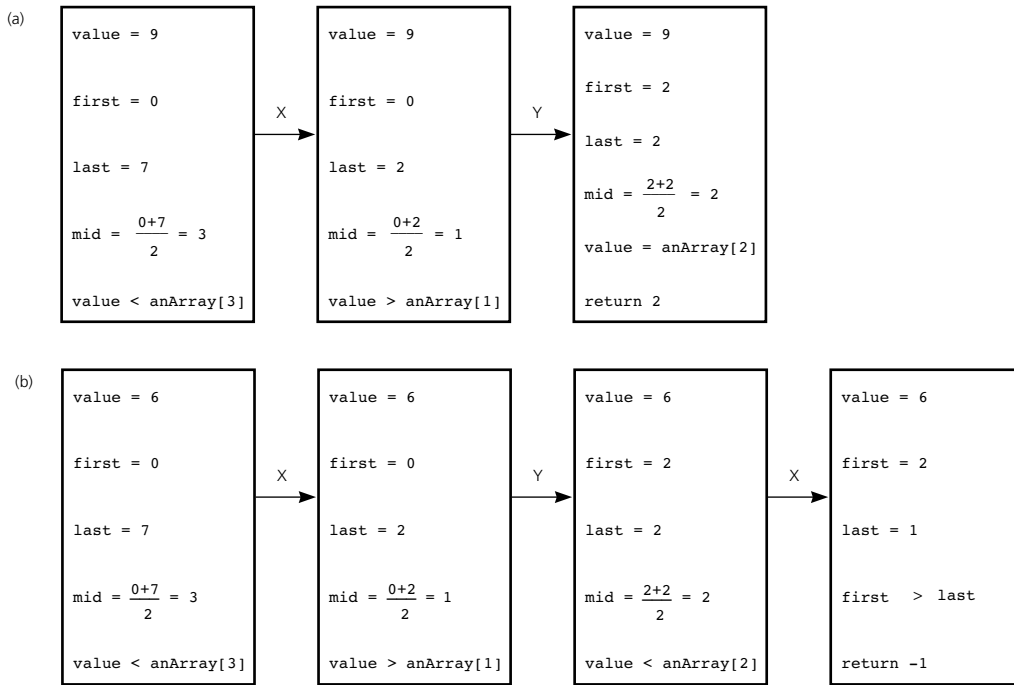 (a)
value = 9
first = 0
last = 7
mid = 0+7/2 = 3
value < anArray[3]
X
value = 9
first = 0
last = 2
mid = 0+2/2 = 1
value > anArray[1]
Y
value = 9
first = 2
last = 2
mid = 2+2/2 = 2
value = anArray[2]
return 2
(b)
value = 6
first = 0
last = 7
mid = 0+7/2 = 3
value < anArray[3]
X
value = 6
first = 0
last = 2
mid = 0+2/2 = 1
value > anArray[1]
Y
value = 6
first = 2
last = 2
mid = 2+2/2 = 2
value < anArray[2]
X
value = 6
first = 2
last = 1
first > last
return -1